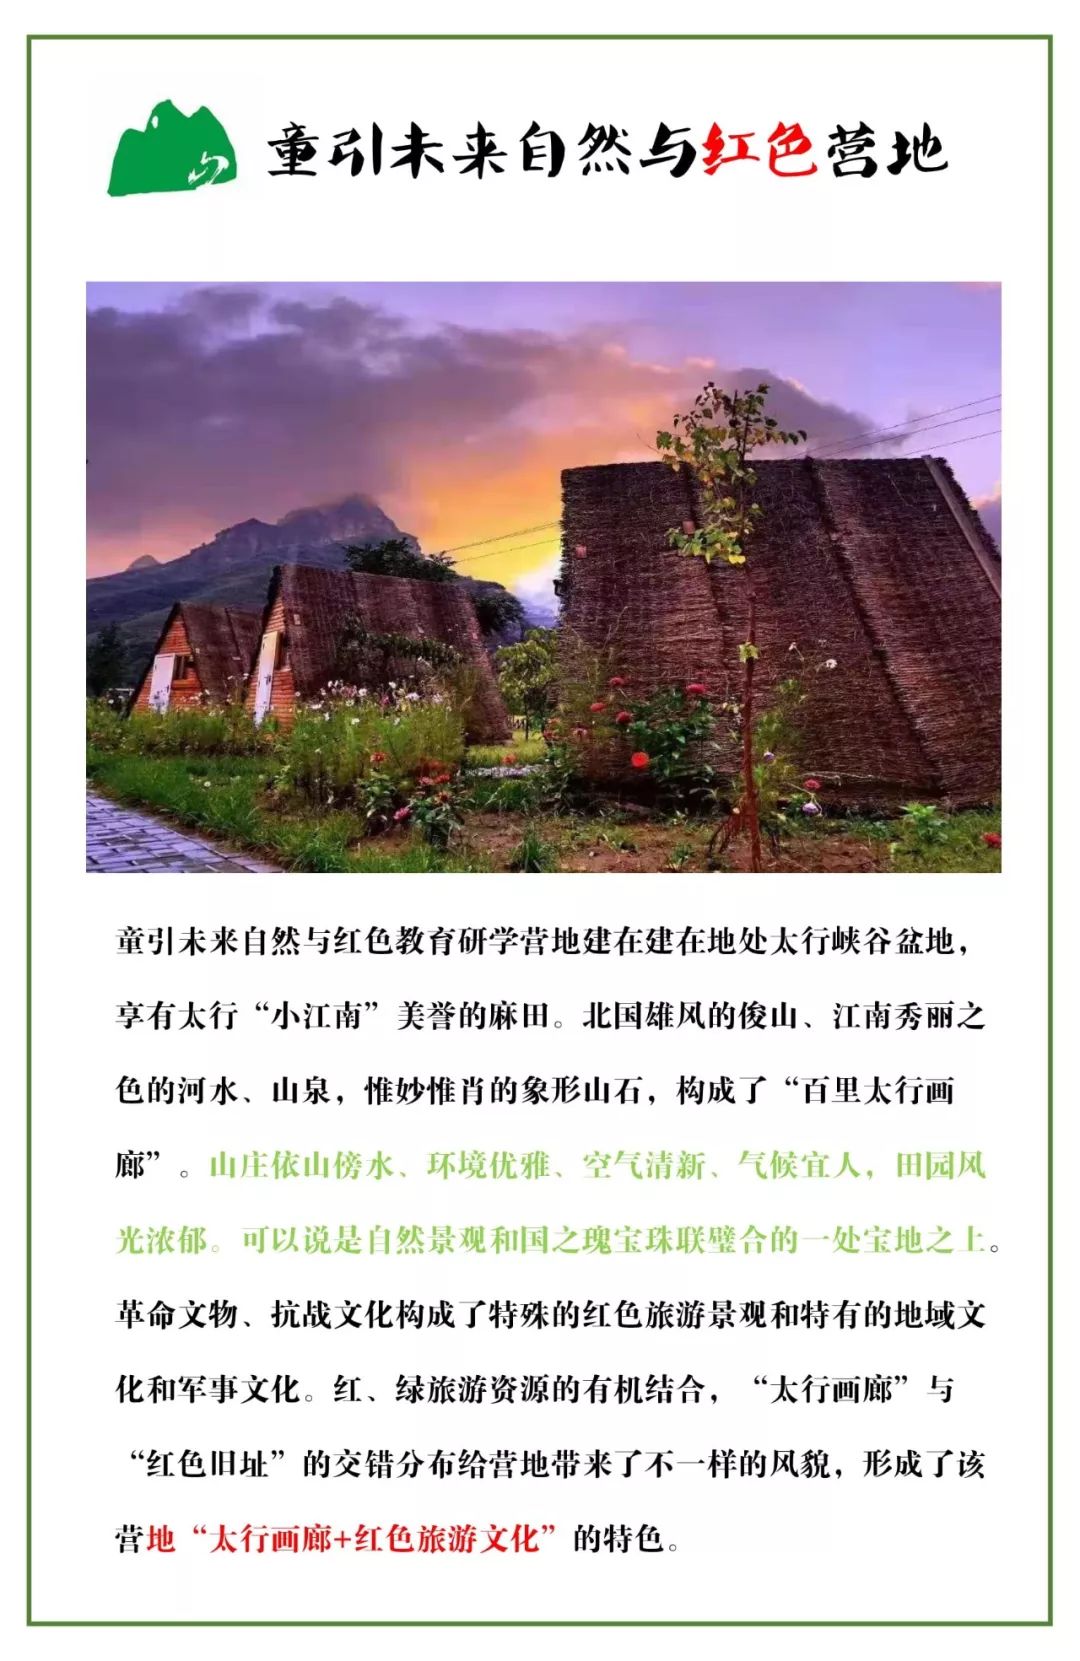 童引未来自然与红色营地
童引未来自然与红色教育研学营地建在建在地处太行峡谷盆地，
享有太行“小江南”美誉的麻田。北国雄风的俊山、江南秀丽之
色的河水、山泉，惟妙惟肖的象形山石，构成了“百里太行画
廊”。山庄依山傍水、环境优雅、空气清新、气候宜人，田园风
光浓郁。可以说是自然景观和国之瑰宝珠联璧合的一处宝地之上。
革命文物、抗战文化构成了特殊的红色旅游景观和特有的地域文
化和军事文化。红、绿旅游资源的有机结合，“太行画廊”与
“红色旧址”的交错分布给营地带来了不一样的风貌，形成了该
营地“太行画廊+红色旅游文化”的特色。